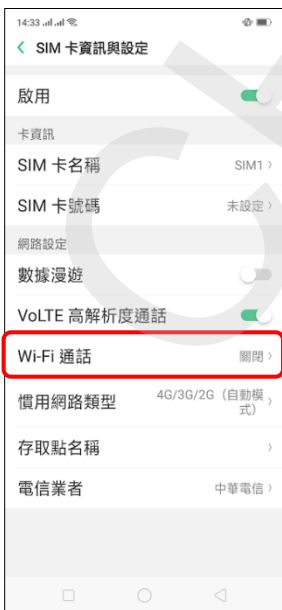 14:33
SIM 卡資訊與設定
啟用
卡資訊
SIM 卡名稱 SIM1
SIM 卡號碼 未設定
網路設定
數據漫遊
VoLTE 高解析度通話
Wi-Fi 通話 關閉
慣用網路類型 4G/3G/2G（自動模
式）
存取點名稱
電信業者 中華電信